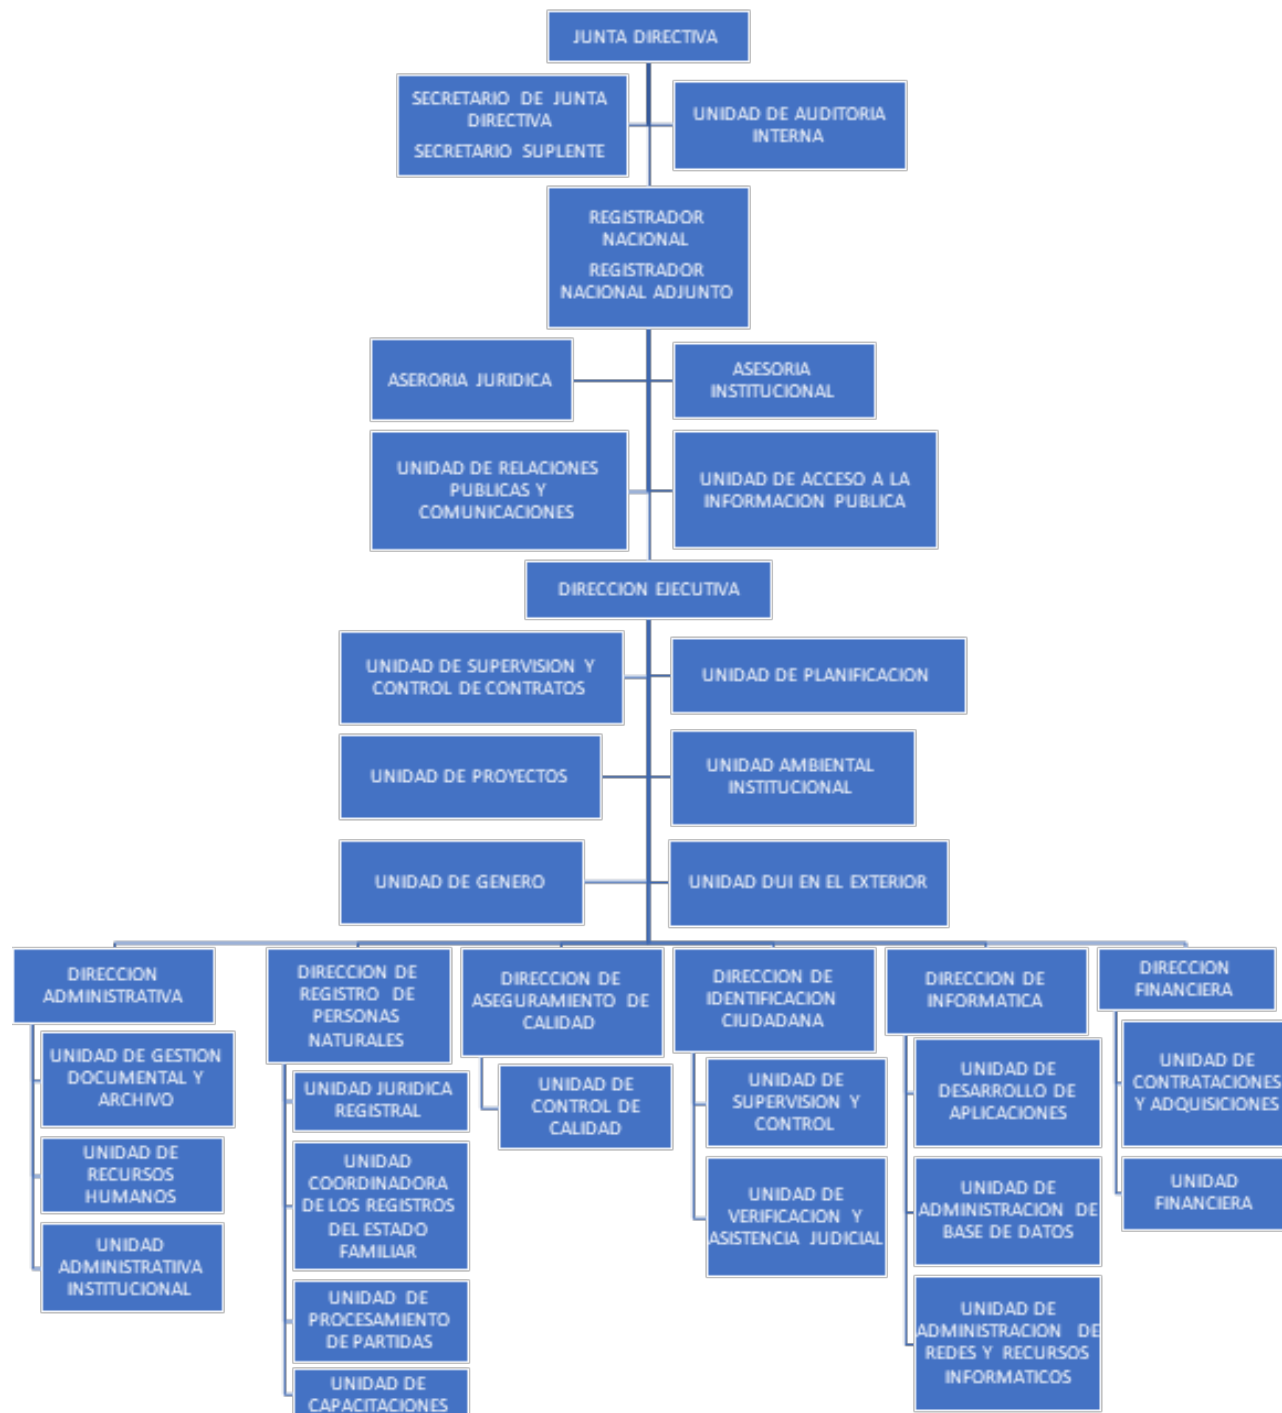 JUNTA DIRECTIVA
SECRETARIO DE JUNTA
DIRECTIVA
SECRETARIO SUPLENTE
UNIDAD DE AUDITORIA
INTERNA
REGISTRADOR
NACIONAL
REGISTRADOR
NACIONAL ADJUNTO
ASERORIA JURIDICA
ASESORIA
INSTITUCIONAL
UNIDAD DE RELACIONES
PUBLICAS Y
COMUNICACIONES
UNIDAD DE ACCESO A LA
INFORMACION PUBLICA
DIRECCION EJECUTIVA
UNIDAD DE SUPERVISION Y
CONTROL DE CONTRATOS
UNIDAD DE PLANIFICACION
UNIDAD DE PROYECTOS
UNIDAD AMBIENTAL
INSTITUCIONAL
UNIDAD DE GENERO
UNIDAD DUI EN EL EXTERIOR
DIRECCION
ADMINISTRATIVA
UNIDAD DE GESTION
DOCUMENTAL Y
ARCHIVO
UNIDAD DE
RECURSOS
HUMANOS
UNIDAD
ADMINISTRATIIVA
INSTITUCIONAL
DIRECCION DE
REGISTRO DE
PERSONAS
NATURALES
UNIDAD JURIDICA
REGISTRAL
UNIDAD
COORDINADORA
DE LOS REGISTROS
DEL ESTADO
FAMILIAR
UNIDAD DE
PROCESAMIENTO
DE PARTIDAS
UNIDAD DE
CAPACITACIONES
DIRECCION DE
ASEGURAMIENTO DE
CALIDAD
UNIDAD DE
CONTROL DE
CALIDAD
DIRECCION DE
IDENTIFICACION
CIUDADANA
UNIDAD DE
SUPERVISION Y
CONTROL
UNIDAD DE
VERIFICACION Y
ASISTENCIA JUDICIAL
DIRECCION DE
INFORMATICA
UNIDAD DE
DESARROLLO DE
APLICACIONES
UNIDAD DE
ADMINISTRACION DE
BASE DE DATOS
UNIDAD DE
ADMINISTRACION DE
REDES Y RECURSOS
INFORMATICOS
DIRECCION
FINANCIERA
UNIDAD DE
CONTRATACIONES
Y ADQUISICIONES
UNIDAD
FINANCIERA